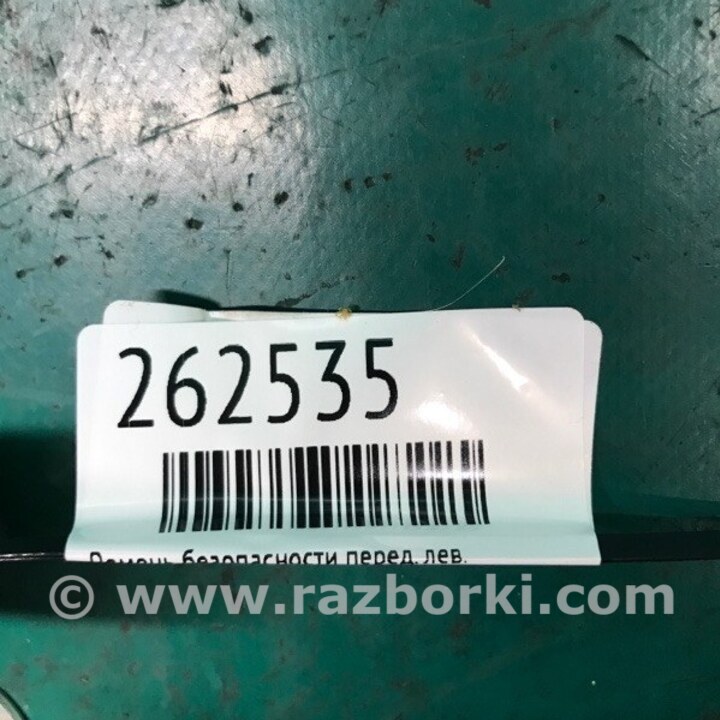 262535
Ремень безопасности перед. лев.
© www.razborki.com